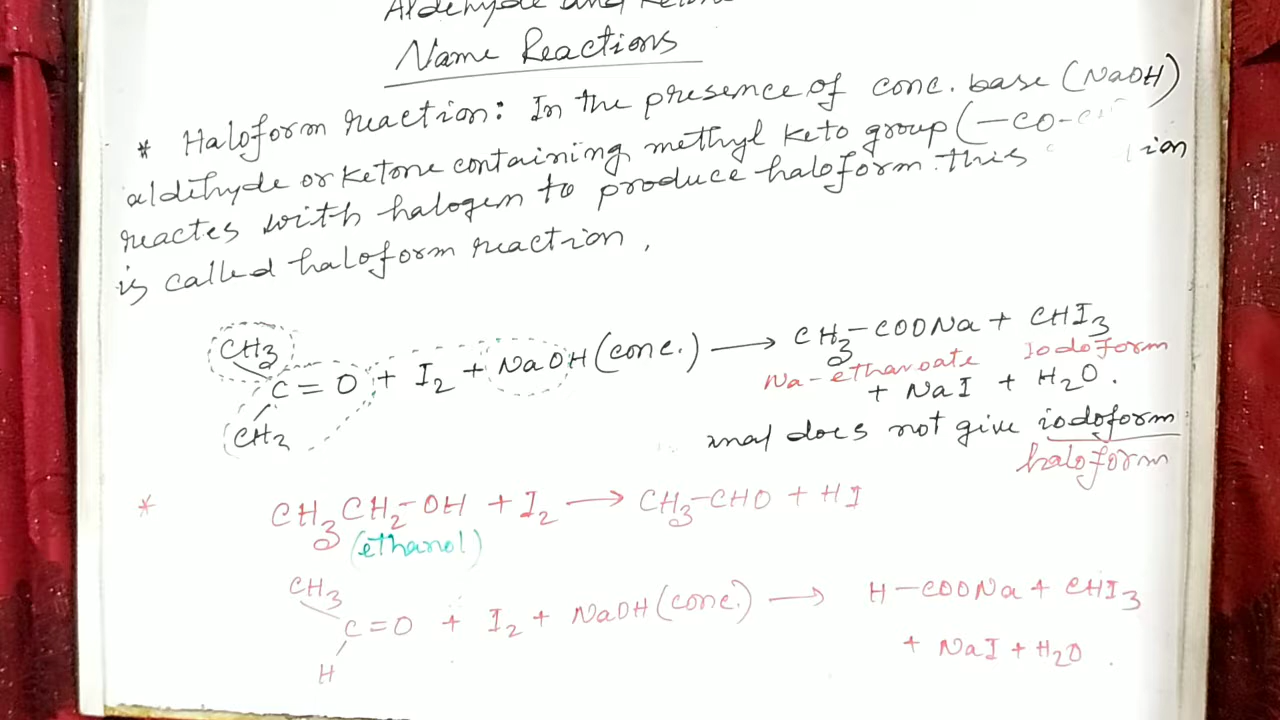 Aldehyde and Ketone
Name Reactions
* Haloform reaction: In the presence of conc. base (NaOH)
aldehyde or ketone containing methyl keto group (-CO-
reactes with halogen to produce haloform. this
is called haloform reaction,
CH3
C=O + I2 + NaOH (conc.) → CH3-COONa + CHI3
Na-ethanoate Iodoform
+ NaI + H2O.
CH3
does not give iodoform
haloform
* CH3CH2-OH + I2 → CH3-CHO + HI
(ethanol)
CH3
C=O + I2 + NaOH (conc.) → H-COONa + CHI3
H
+ NaI + H2O